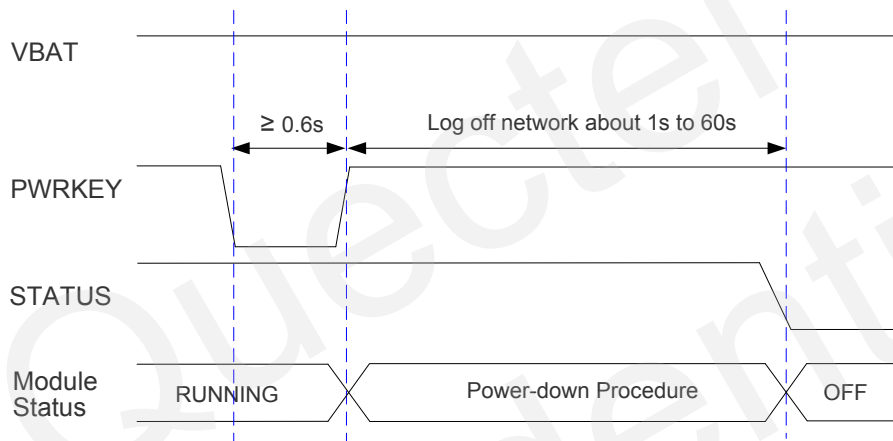 VBAT
≥ 0.6s
Log off network about 1s to 60s
PWRKEY
STATUS
Module
Status
RUNNING
Power-down Procedure
OFF
Quectel